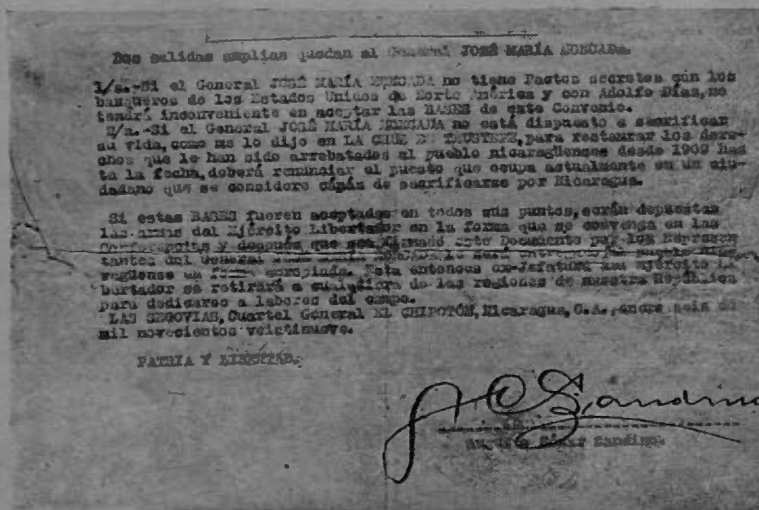 Dos salidas amplias quedan al General JOSÉ MARÍA MONCADA.
1/a.-Si el General JOSÉ MARÍA MONCADA no tiene Pactos secretos con los
banqueros de los Estados Unidos de Norte América y con Adolfo Díaz, no
tendrá inconveniente en aceptar las BASES de este Convenio.
2/a.-Si el General JOSÉ MARÍA MONCADA no está dispuesto a sacrificar
su vida, como me lo dijo en LA CRUZ DE, para restaurar los dere-
chos que le han sido arrebatados al pueblo nicaragüense desde 1909 has
ta la fecha, deberá renunciar el puesto que ocupa actualmente en un ciu-
dadano que se considere capás de sacrificarse por Nicaragua.
Si estas BASES fueren aceptadas en todos sus puntos, serán depuestas
las armas del Ejército Libertador en la forma que se convenga en las
Conferencias y después que sea firmado este Documento por los Represen
tantes del General
ragüense en Esta entonces ex-Jefatura del Ejército Li-
bertador se retirará a cualquiera de las regiones de nuestra República
para dedicarse a labores del campo.
LAS SEGOVIAS, Cuartel General EL CHIPOTÓN, Nicaragua, C.A., enero seis de
mil novecientos veintinueve.
PATRIA Y LIBERTAD.
A C Sandino
Augusto César Sandino.